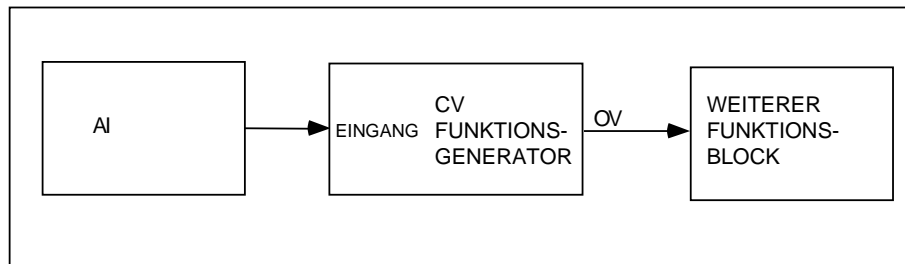 AI
EINGANG
CV
FUNKTIONS-
GENERATOR
OV
WEITERER
FUNKTIONS-
BLOCK